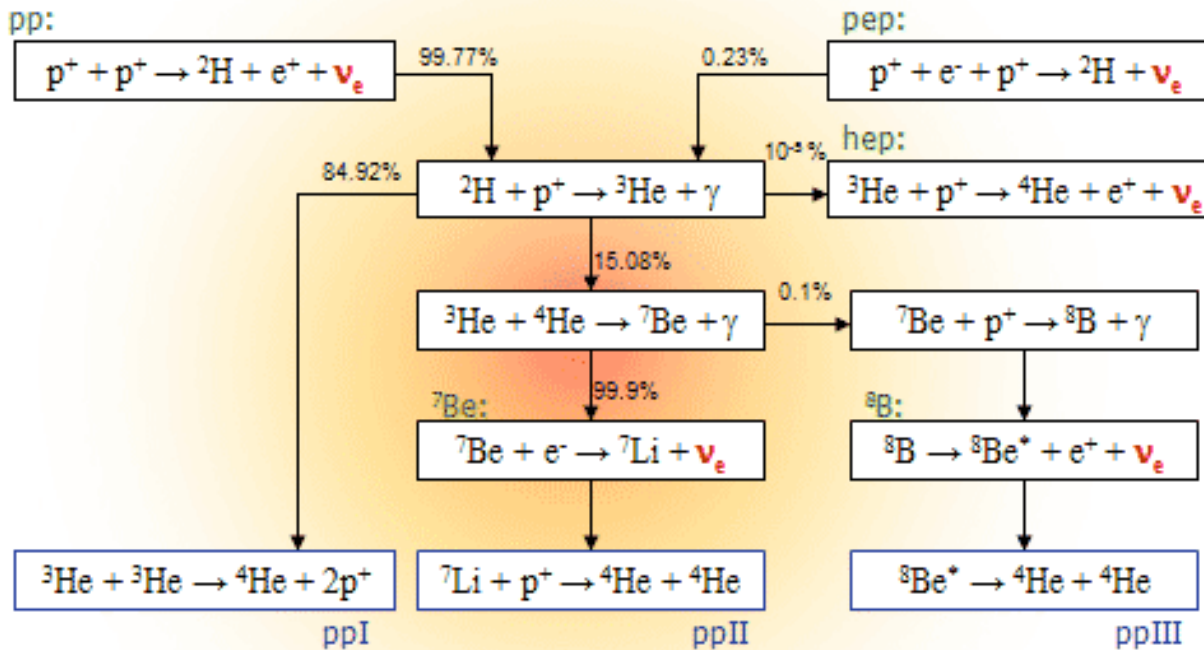 pp:
pep:
p⁺ + p⁺ → ²H + e⁺ + νₑ
99.77%
0.23%
p⁺ + e⁻ + p⁺ → ²H + νₑ
hep:
84.92%
²H + p⁺ → ³He + γ
10⁻⁵ %
³He + p⁺ → ⁴He + e⁺ + νₑ
15.08%
³He + ⁴He → ⁷Be + γ
0.1%
⁷Be + p⁺ → ⁸B + γ
99.9%
⁷Be:
⁸B:
⁷Be + e⁻ → ⁷Li + νₑ
⁸B → ⁸Be* + e⁺ + νₑ
³He + ³He → ⁴He + 2p⁺
⁷Li + p⁺ → ⁴He + ⁴He
⁸Be* → ⁴He + ⁴He
ppI
ppII
ppIII